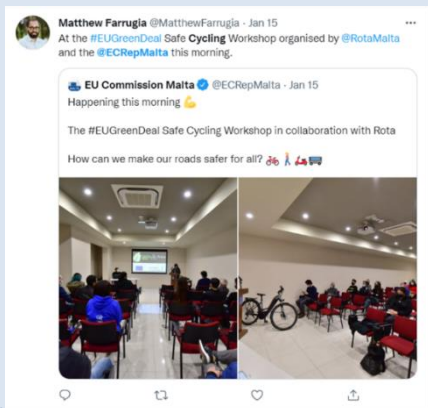 Matthew Farrugia @MatthewFarrugia · Jan 15
At the #EUGreenDeal Safe Cycling Workshop organised by @RotaMalta
and the @ECRepMalta this morning.
EU Commission Malta @ECRepMalta · Jan 15
Happening this morning 💪
The #EUGreenDeal Safe Cycling Workshop in collaboration with Rota
How can we make our roads safer for all? 🚲🚶🛵🚌